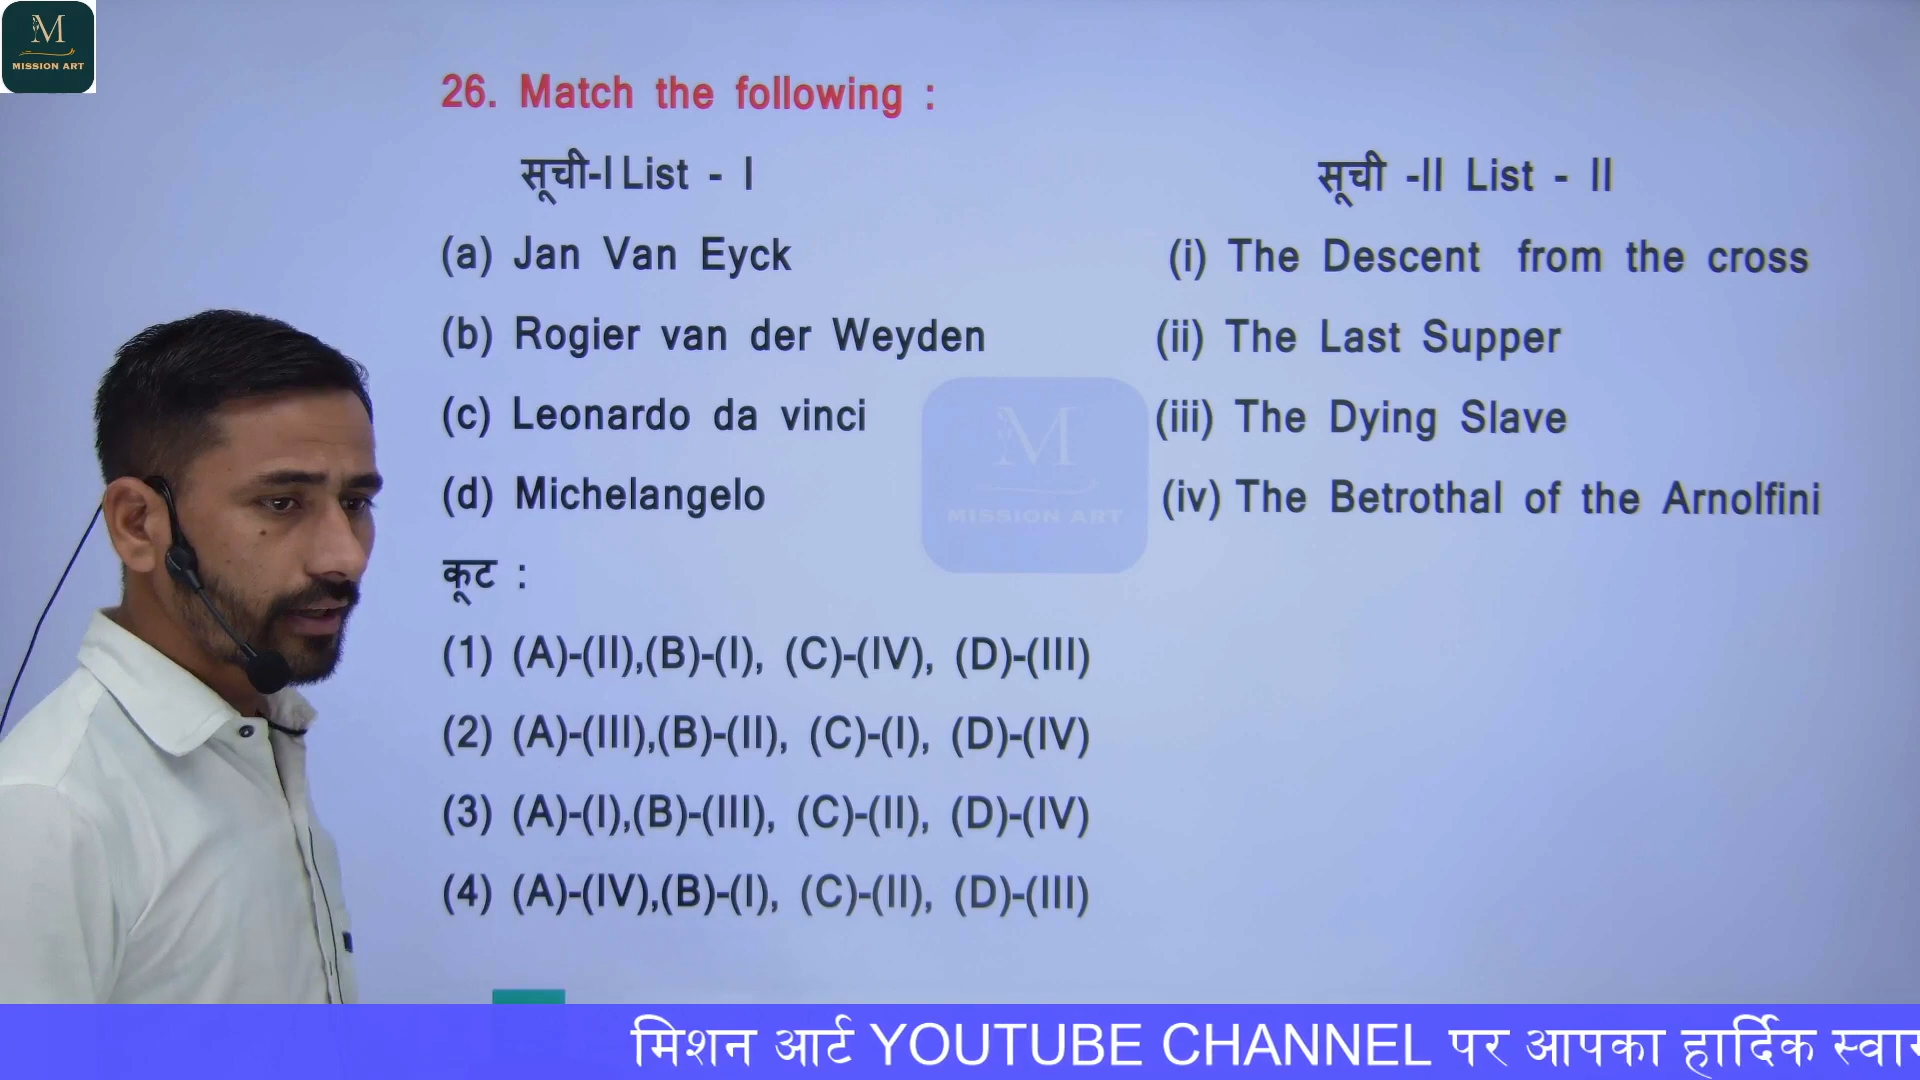 M
MISSION ART
26. Match the following :
सूची-I List - I
सूची -II List - II
(a) Jan Van Eyck
(i) The Descent from the cross
(b) Rogier van der Weyden
(ii) The Last Supper
(c) Leonardo da vinci
(iii) The Dying Slave
(d) Michelangelo
(iv) The Betrothal of the Arnolfini
M
MISSION ART
कूट :
(1) (A)-(II),(B)-(I), (C)-(IV), (D)-(III)
(2) (A)-(III),(B)-(II), (C)-(I), (D)-(IV)
(3) (A)-(I),(B)-(III), (C)-(II), (D)-(IV)
(4) (A)-(IV),(B)-(I), (C)-(II), (D)-(III)
मिशन आर्ट YOUTUBE CHANNEL पर आपका हार्दिक